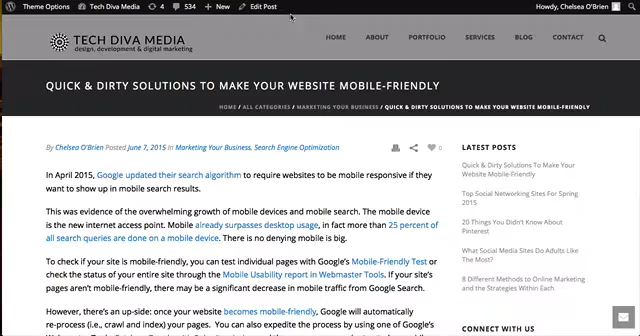 Theme Options Tech Diva Media 4 534 + New Edit Post Howdy, Chelsea O'Brien
TECH DIVA MEDIA
design, development & digital marketing
HOME ABOUT PORTFOLIO SERVICES BLOG CONTACT
QUICK & DIRTY SOLUTIONS TO MAKE YOUR WEBSITE MOBILE-FRIENDLY
HOME / ALL CATEGORIES / MARKETING YOUR BUSINESS / QUICK & DIRTY SOLUTIONS TO MAKE YOUR WEBSITE MOBILE-FRIENDLY
By Chelsea O'Brien Posted June 7, 2015 In Marketing Your Business, Search Engine Optimization
0
In April 2015, Google updated their search algorithm to require websites to be mobile responsive if they
want to show up in mobile search results.
This was evidence of the overwhelming growth of mobile devices and mobile search. The mobile device
is the new internet access point. Mobile already surpasses desktop usage, in fact more than 25 percent of
all search queries are done on a mobile device. There is no denying mobile is big.
To check if your site is mobile-friendly, you can test individual pages with Google's Mobile-Friendly Test or
check the status of your entire site through the Mobile Usability report in Webmaster Tools. If your site's
pages aren't mobile-friendly, there may be a significant decrease in mobile traffic from Google Search.
However, there's an up-side: once your website becomes mobile-friendly, Google will automatically
re-process (i.e., crawl and index) your pages. You can also expedite the process by using one of Google's
LATEST POSTS
Quick & Dirty Solutions To Make Your
Website Mobile-Friendly
Top Social Networking Sites For Spring
2015
20 Things You Didn't Know About
Pinterest
What Social Media Sites Do Adults Like
The Most?
8 Different Methods to Online Marketing
and the Strategies Within Each
CONNECT WITH US